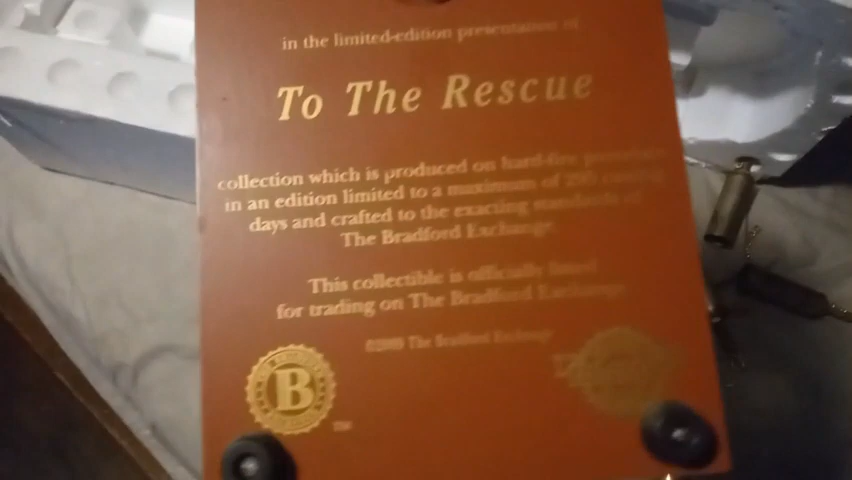 in the limited-edition presentation of
To The Rescue
collection which is produced on hard-fire
in an edition limited to a maximum of 295
days and crafted to the exacting standards of
The Bradford Exchange
This collectible is officially listed
for trading on The Bradford Exchange
The Bradford Exchange
B
TM